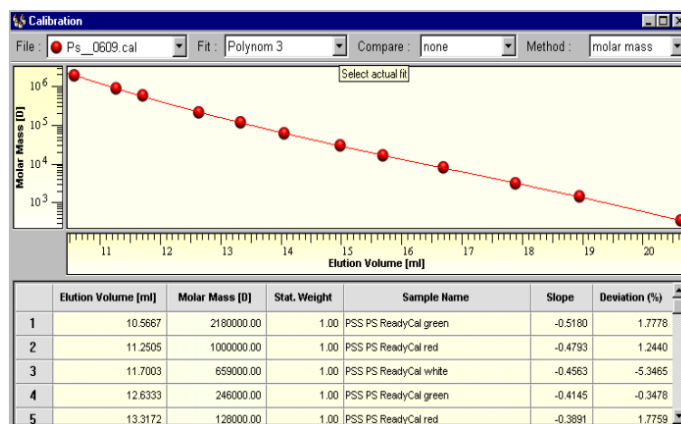 Calibration
File : Ps__0609.cal Fit : Polynom 3 Compare : none Method : molar mass
Select actual fit
Molar Mass [D]
10^6
10^5
10^4
10^3
11 12 13 14 15 16 17 18 19 20
Elution Volume [ml]
Elution Volume [ml] Molar Mass [D] Stat. Weight Sample Name Slope Deviation (%)
1 10.5667 2180000.00 1.00 PSS PS ReadyCal green -0.5180 1.7778
2 11.2505 1000000.00 1.00 PSS PS ReadyCal red -0.4793 1.2440
3 11.7003 659000.00 1.00 PSS PS ReadyCal white -0.4563 -5.3465
4 12.6333 246000.00 1.00 PSS PS ReadyCal green -0.4145 -0.3478
5 13.3172 128000.00 1.00 PSS PS ReadyCal red -0.3891 1.7759